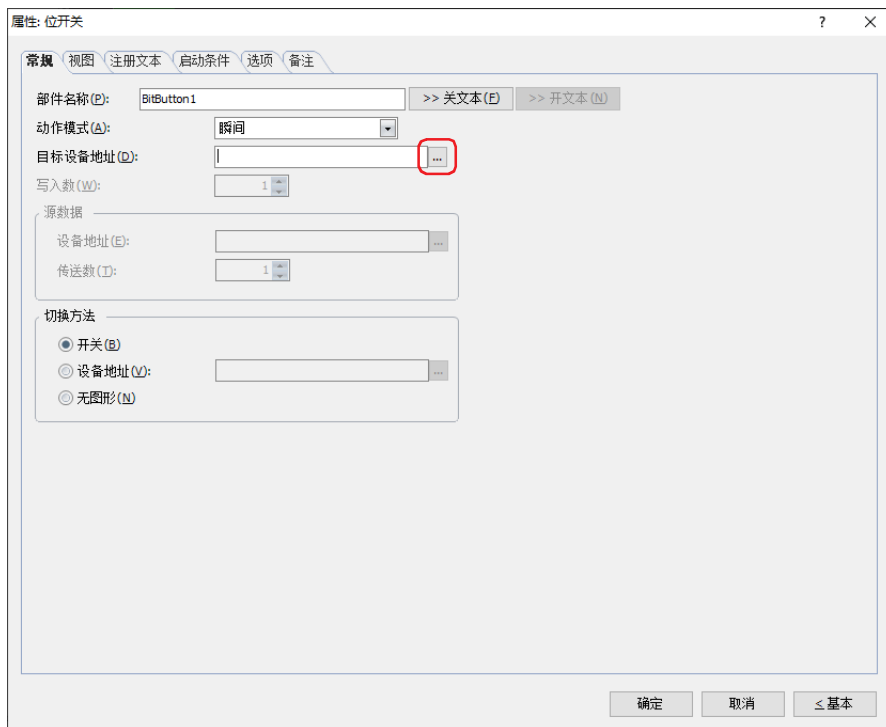 属性: 位开关 ?
常规 视图 注册文本 启动条件 选项 备注
部件名称(P): BitButton1 >> 关文本(F) >> 开文本(N)
动作模式(A): 瞬间
目标设备地址(D): ...
写入数(W): 1
源数据
设备地址(E): ...
传送数(T): 1
切换方法
开关(B)
设备地址(V): ...
无图形(N)
确定 取消 ≤基本